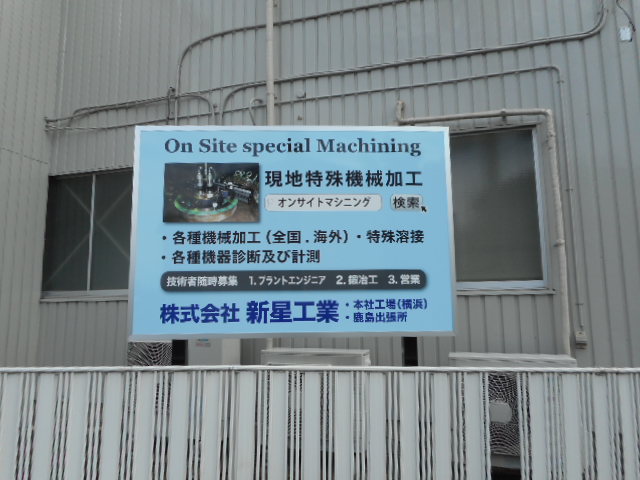 On Site special Machining
現地特殊機械加工
オンサイトマシニング 検索
・各種機械加工(全国.海外)・特殊溶接
・各種機器診断及び計測
技術者随時募集 1.プラントエンジニア 2.鍛冶工 3.営業
株式会社 新星工業 ・本社工場(横浜)
・鹿島出張所